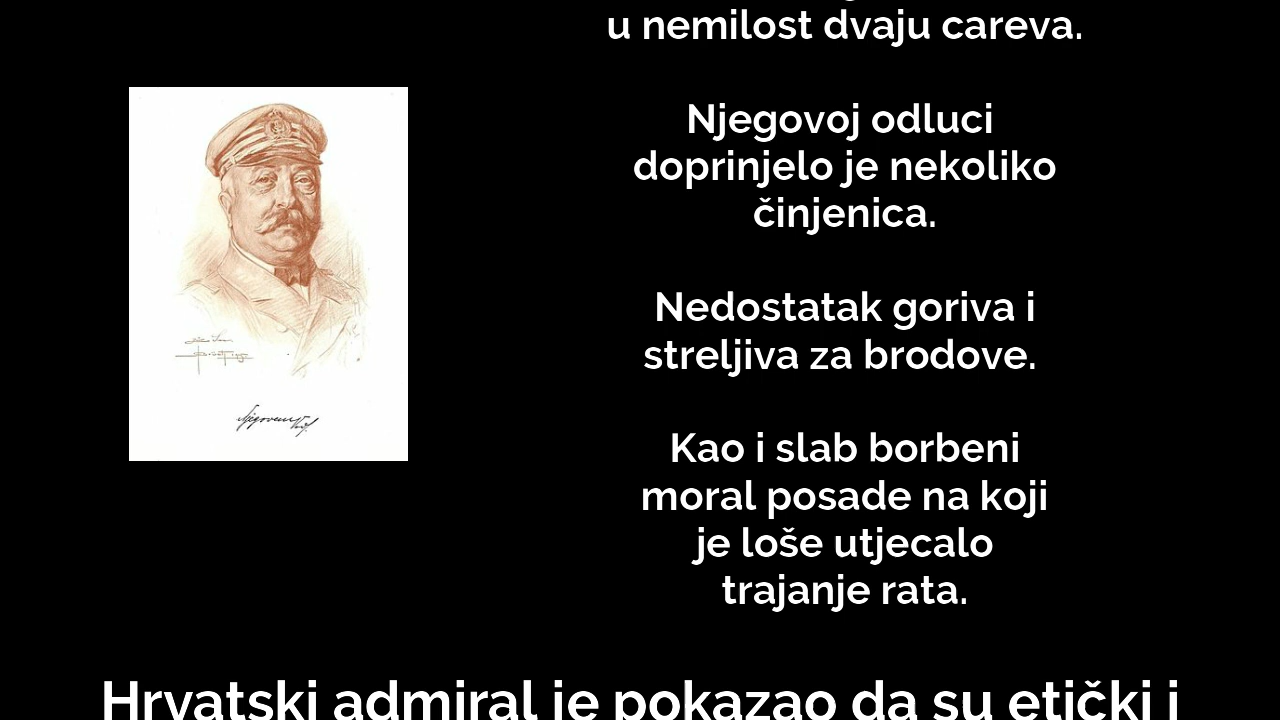 u nemilost dvaju careva.
Njegovoj odluci
doprinjelo je nekoliko
činjenica.
Nedostatak goriva i
streljiva za brodove.
Kao i slab borbeni
moral posade na koji
je loše utjecalo
trajanje rata.
Hrvatski admiral je pokazao da su etički i